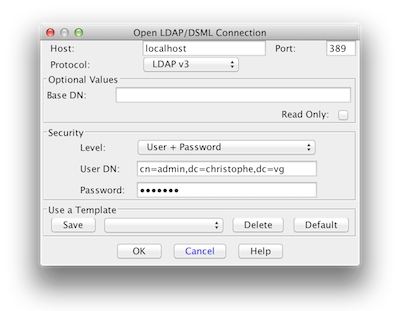 Open LDAP/DSML Connection
Host: localhost Port: 389
Protocol: LDAP v3
Optional Values
Base DN:
Read Only:
Security
Level: User + Password
User DN: cn=admin,dc=christophe,dc=vg
Password: •••••••
Use a Template
Save Delete Default
OK Cancel Help